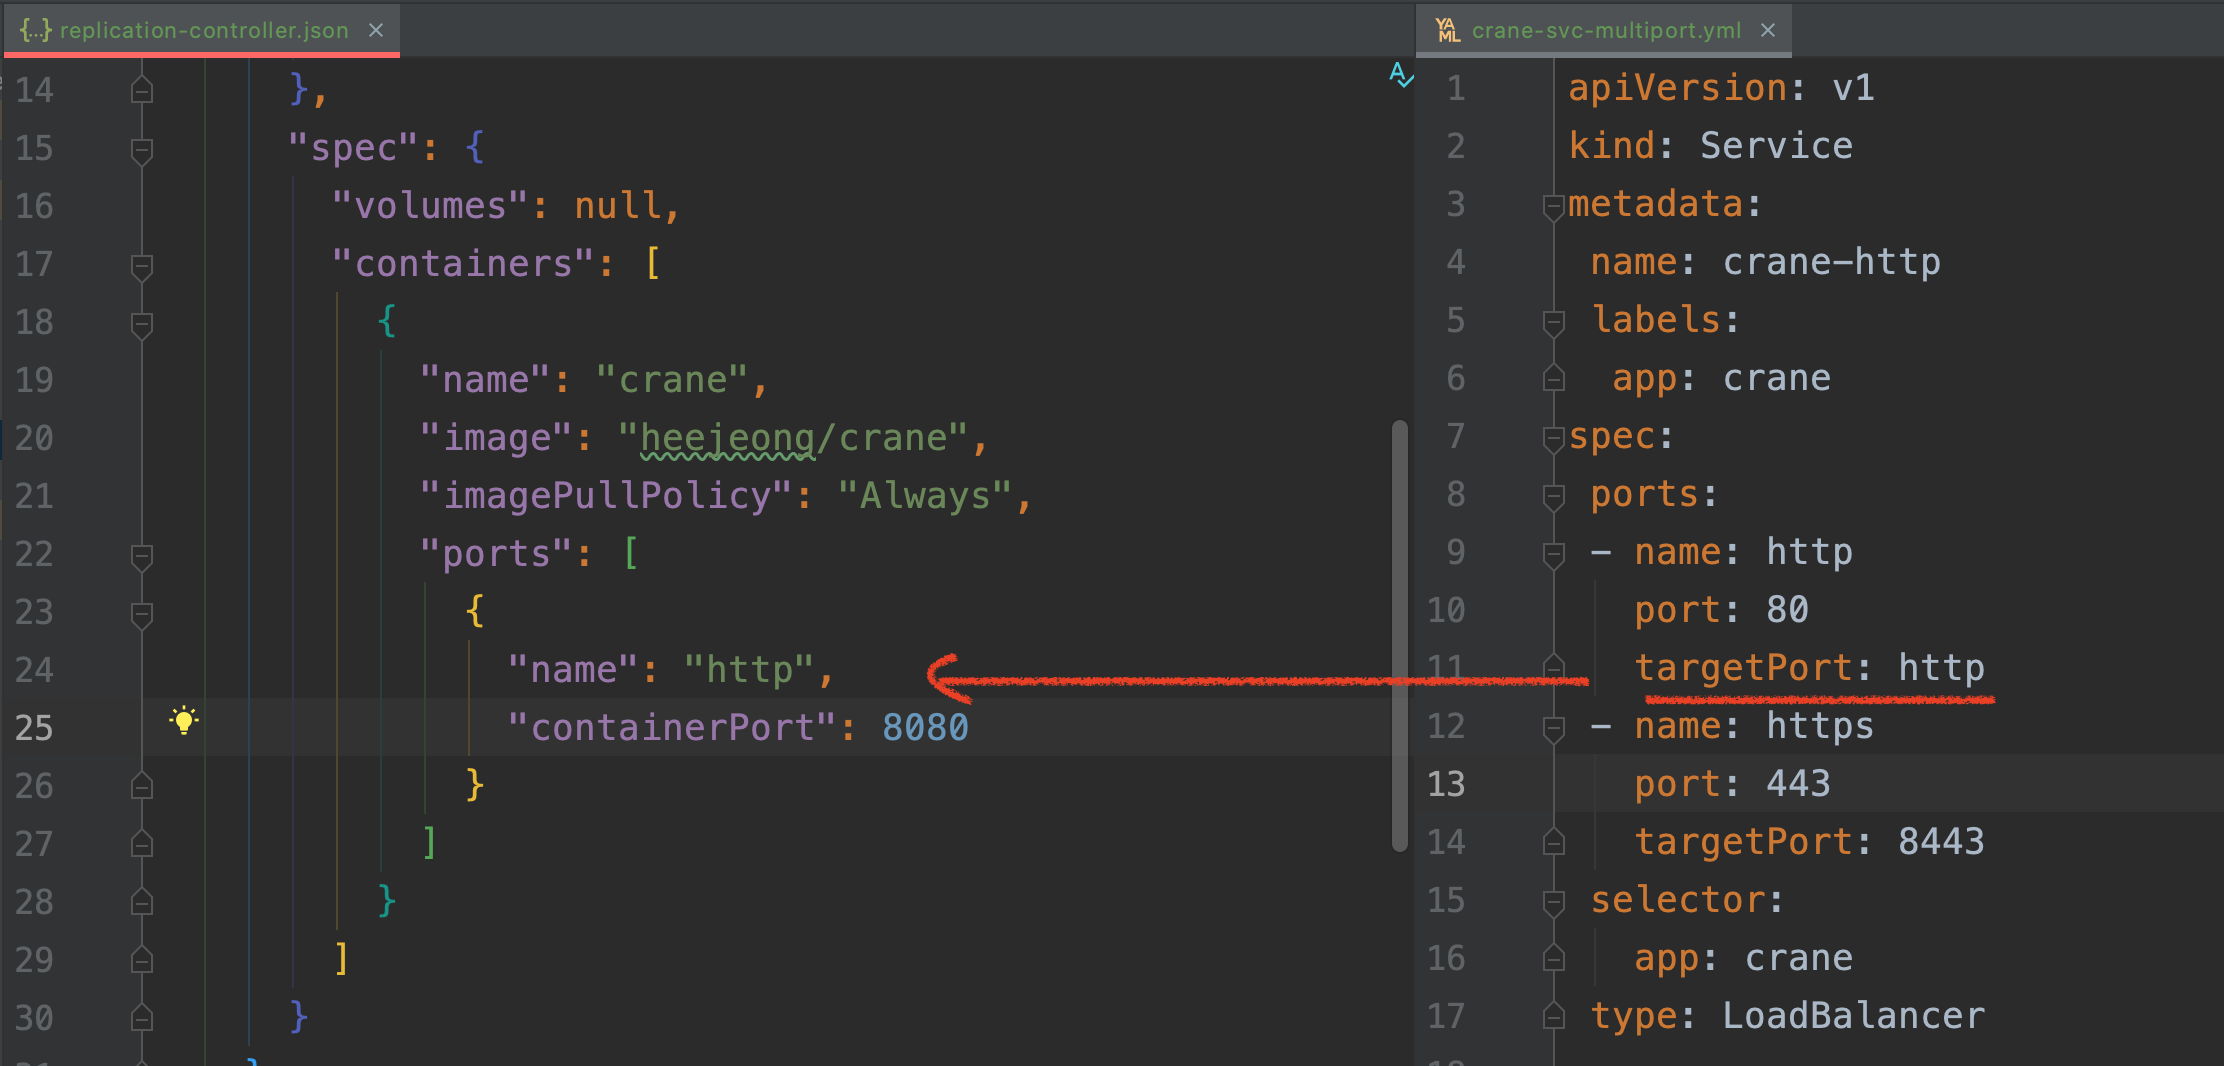 replication-controller.json
14 },
15 "spec": {
16 "volumes": null,
17 "containers": [
18 {
19 "name": "crane",
20 "image": "heejeong/crane",
21 "imagePullPolicy": "Always",
22 "ports": [
23 {
24 "name": "http",
25 "containerPort": 8080
26 }
27 ]
28 }
29 ]
30 }
}
YAML crane-svc-multiport.yml
1 apiVersion: v1
2 kind: Service
3 metadata:
4 name: crane-http
5 labels:
6 app: crane
7 spec:
8 ports:
9 - name: http
10 port: 80
11 targetPort: http
12 - name: https
13 port: 443
14 targetPort: 8443
15 selector:
16 app: crane
17 type: LoadBalancer